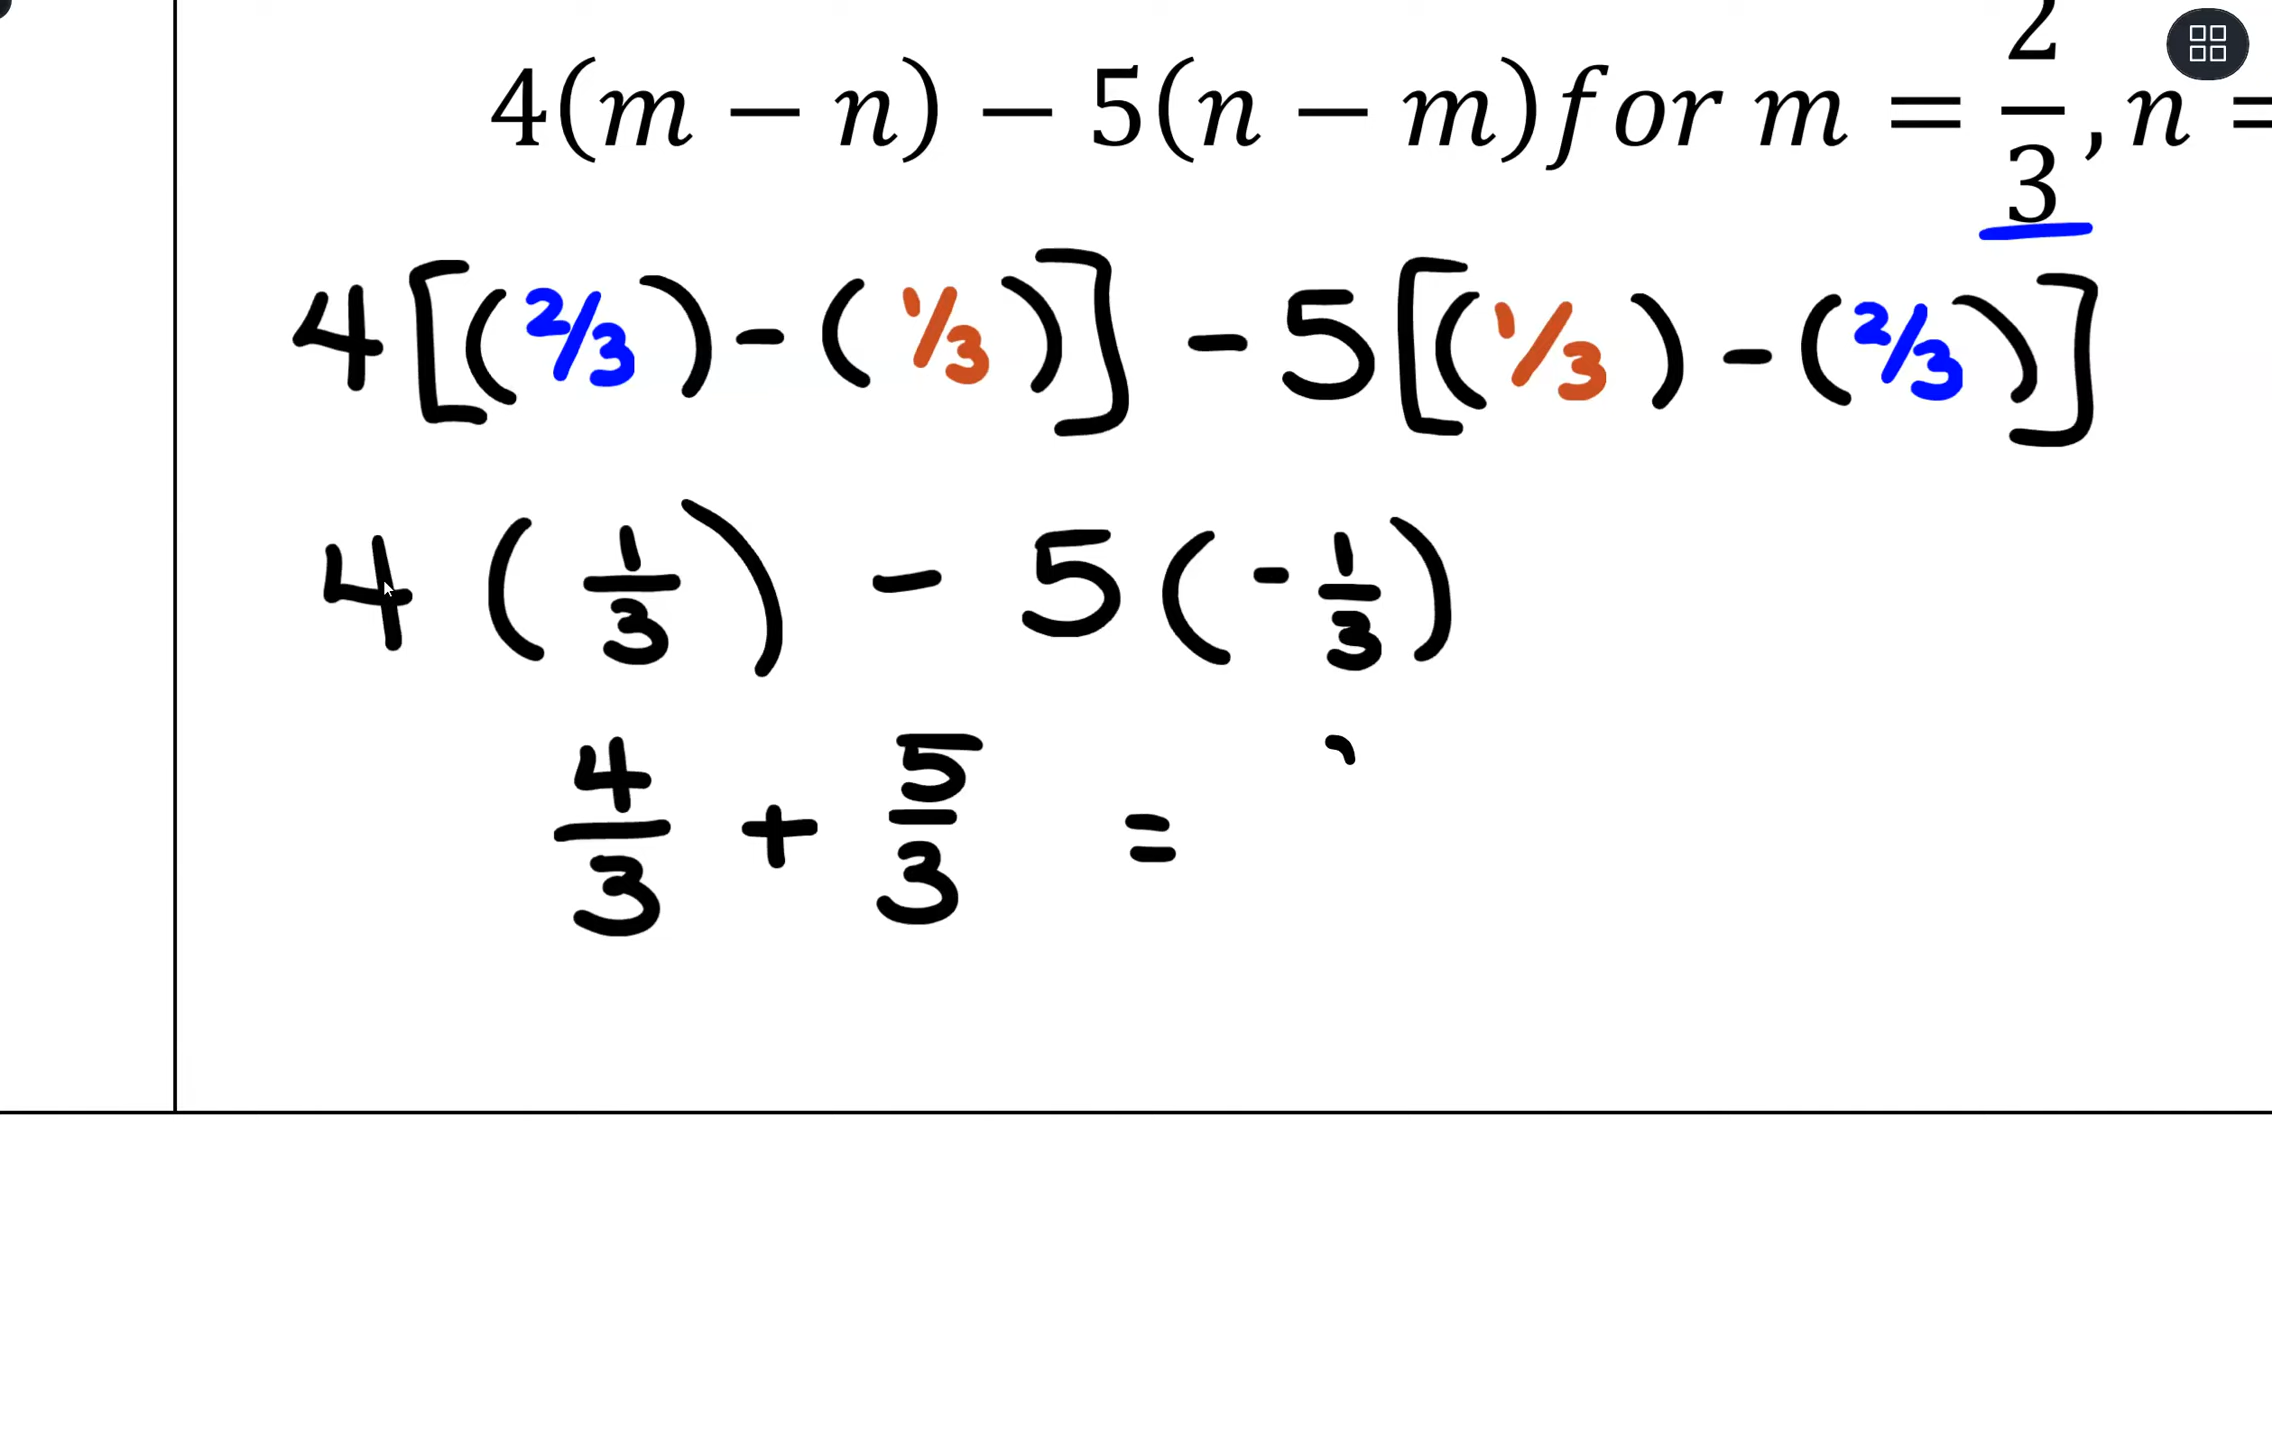 4(m − n) − 5(n − m) for m = 2/3, n =
4[(2/3) - (1/3)] - 5[(1/3) - (2/3)]
4(1/3) - 5(-1/3)
4/3 + 5/3 =